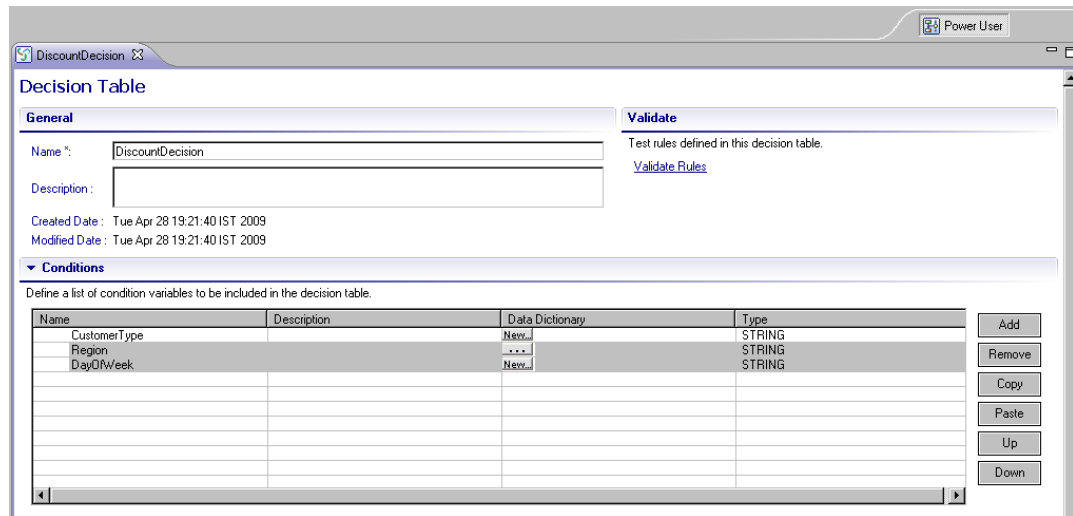 Power User
DiscountDecision
Decision Table
General
Validate
Name *: DiscountDecision
Test rules defined in this decision table.
Validate Rules
Description :
Created Date : Tue Apr 28 19:21:40 IST 2009
Modified Date : Tue Apr 28 19:21:40 IST 2009
Conditions
Define a list of condition variables to be included in the decision table.
Name Description Data Dictionary Type
CustomerType New... STRING
Region ... STRING
DayOfWeek New... STRING
Add
Remove
Copy
Paste
Up
Down